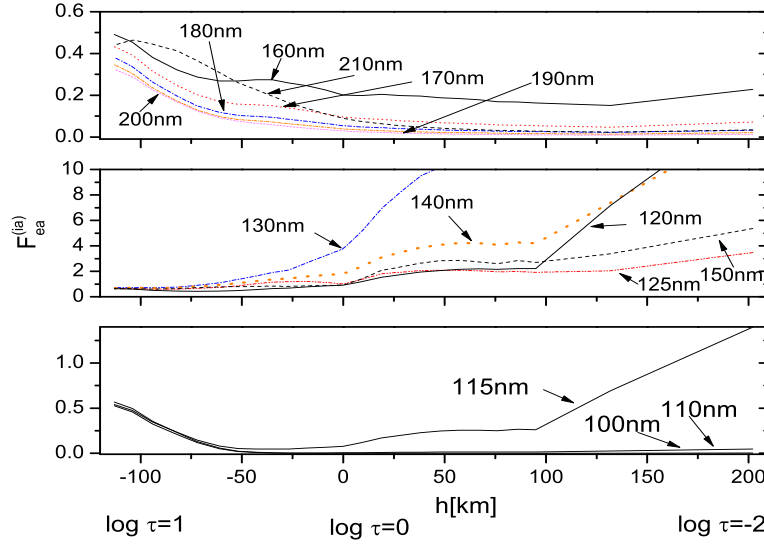 0.6
180nm
160nm
210nm
0.4
170nm
190nm
0.2
200nm
0.0
10
8
130nm
140nm
120nm
6
4
150nm
2
125nm
0
F_ea^(ia)
1.0
115nm
110nm
0.5
100nm
0.0
-100 -50 0 50 100 150 200
h[km]
log τ=1 log τ=0 log τ=-2